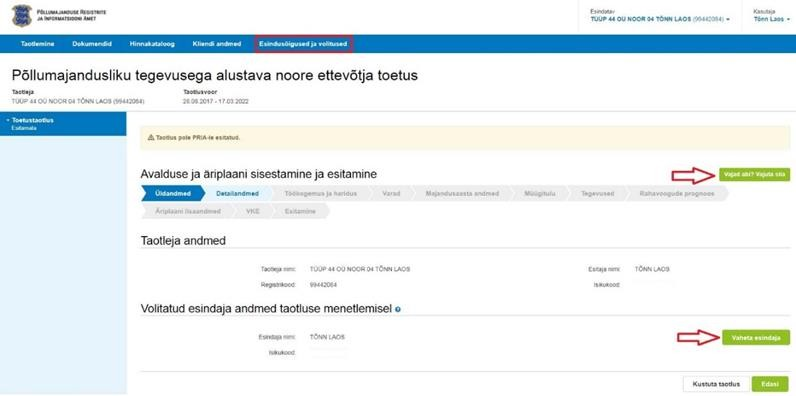 PÕLLUMAJANDUSE REGISTRITE
JA INFORMATSIOONI AMET
Esindatav
TÜÜP 44 OÜ NOOR 04 TÕNN LAOS (99442084)
Kasutaja
Tõnn Laos
Taotlemine Dokumendid Hinnakataloog Kliendi andmed Esindusõigused ja volitused
Põllumajandusliku tegevusega alustava noore ettevõtja toetus
Taotleja
TÜÜP 44 OÜ NOOR 04 TÕNN LAOS (99442084)
Taotlusvoor
28.08.2017 - 17.03.2022
Toetustaotlus
Esitamata
Taotlus pole PRIA-le esitatud.
Avalduse ja äriplaani sisestamine ja esitamine
Vajad abi? Vajuta siia
Üldandmed Detailandmed Töökogemus ja haridus Varad Majandusaasta andmed Müügitulu Tegevused Rahavoogude prognoos
Äriplaani lisaandmed VKE Esitamine
Taotleja andmed
Taotleja nimi: TÜÜP 44 OÜ NOOR 04 TÕNN LAOS Esitaja nimi: TÕNN LAOS
Registrikood: 99442084 Isikukood:
Volitatud esindaja andmed taotluse menetlemisel
Esindaja nimi: TÕNN LAOS
Vaheta esindaja
Isikukood:
Kustuta taotlus Edasi